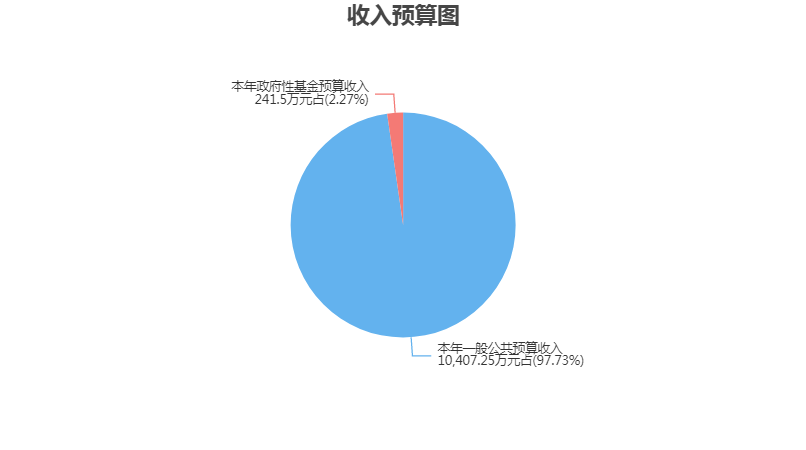 收入预算图
本年政府性基金预算收入
241.5万元占(2.27%)
本年一般公共预算收入
10,407.25万元占(97.73%)